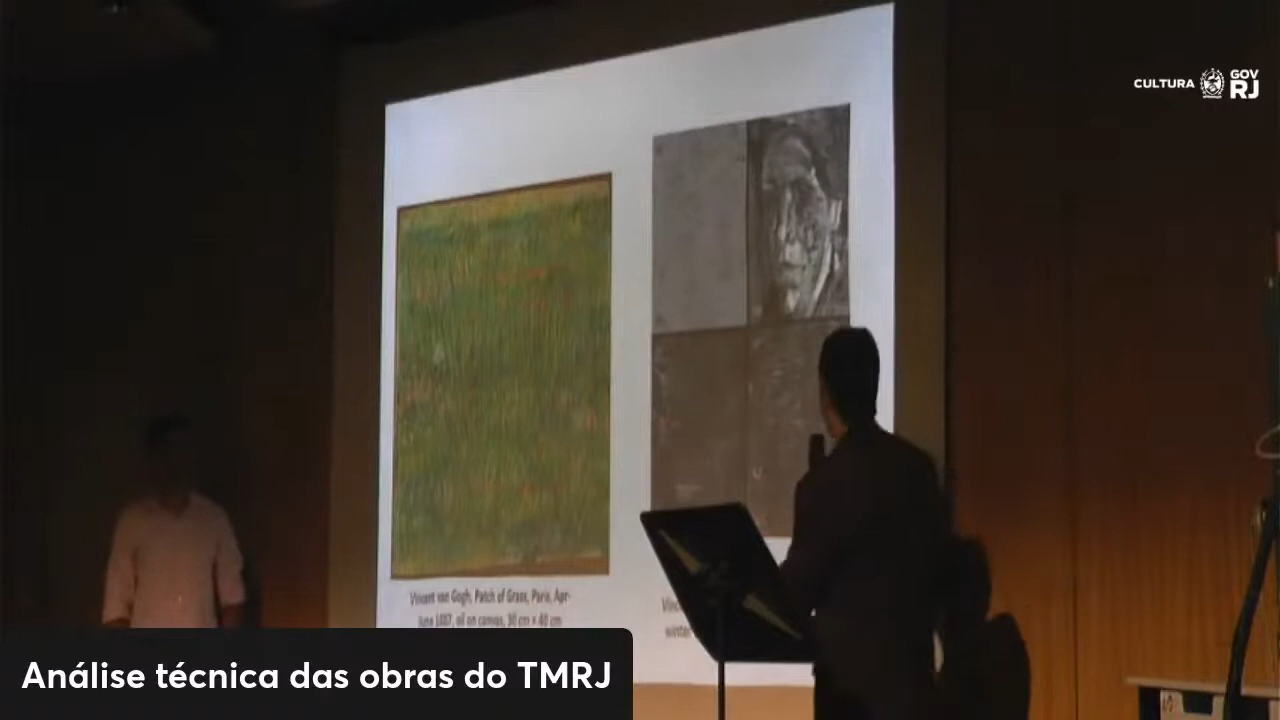 CULTURA GOV RJ
Vincent van Gogh, Patch of Grass, Paris, Apr-
June 1887, oil on canvas, 30 cm × 40 cm
winter
Análise técnica das obras do TMRJ